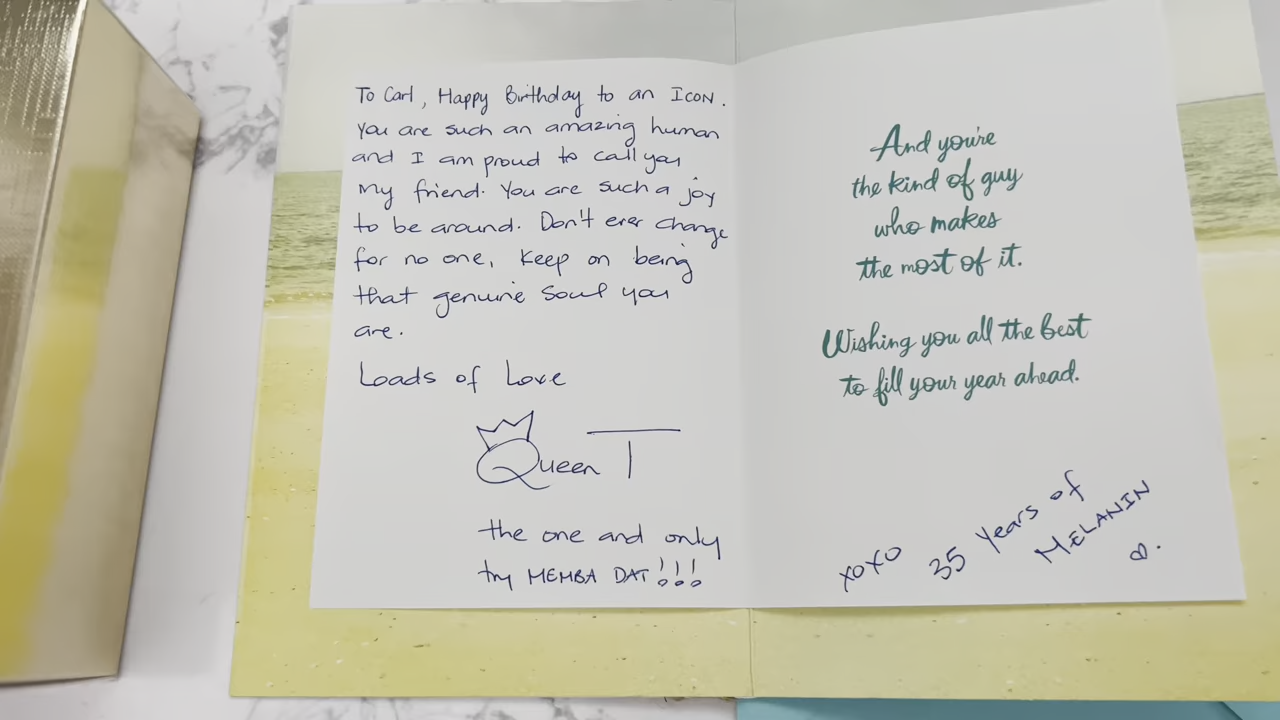 To Carl, Happy Birthday to an ICON.
You are such an amazing human
and I am proud to call you
my friend. You are such a joy
to be around. Don't ever change
for no one, Keep on being
that genuine soul you
are.
Loads of Love
Queen T
the one and only
try MEMBA DAT!!!
And you're
the kind of guy
who makes
the most of it.
Wishing you all the best
to fill your year ahead.
xoxo 35 Years of
MELANIN